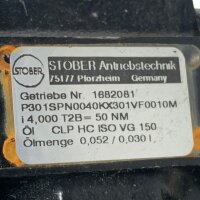 STOBER
STOBER Antriebstechnik
75177 Pforzheim Germany
Getriebe Nr. 1682081
P301SPN0040KX301VF0010M
i 4,000 T2B= 50 NM
Öl CLP HC ISO VG 150
Ölmenge 0,052 / 0,030 l